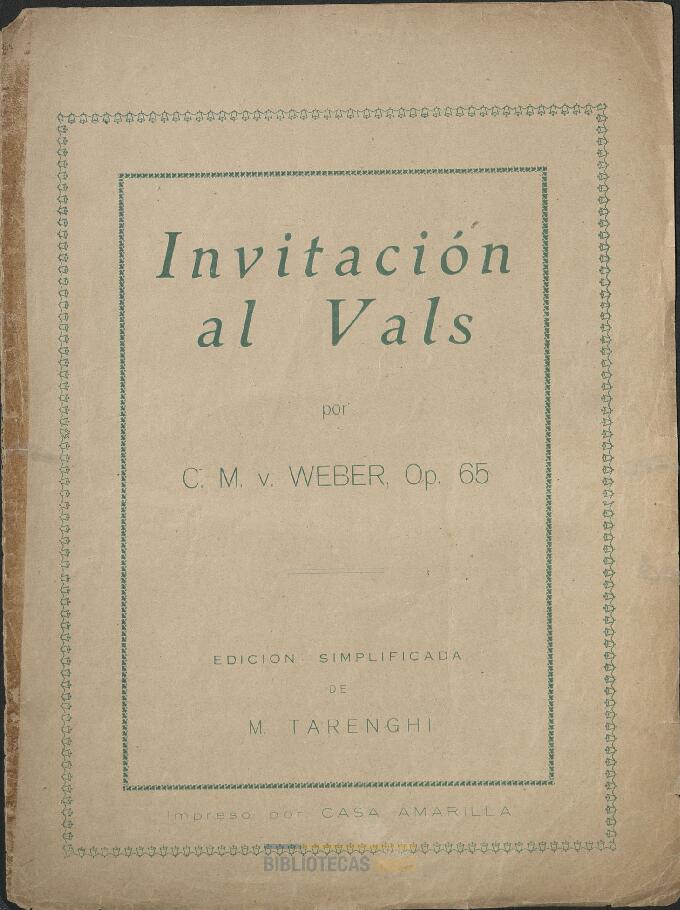 Invitación
al Vals
por
C. M. v. WEBER, Op. 65
EDICION SIMPLIFICADA
DE
M. TARENGHI
Impreso por CASA AMARILLA
BIBLIOTECAS